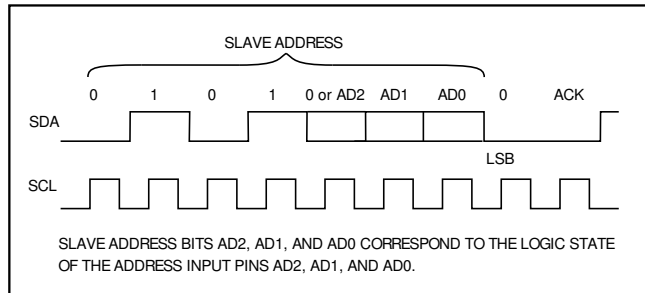 SLAVE ADDRESS
0 1 0 1 0 or AD2 AD1 AD0 0 ACK
SDA
LSB
SCL
SLAVE ADDRESS BITS AD2, AD1, AND AD0 CORRESPOND TO THE LOGIC STATE
OF THE ADDRESS INPUT PINS AD2, AD1, AND AD0.